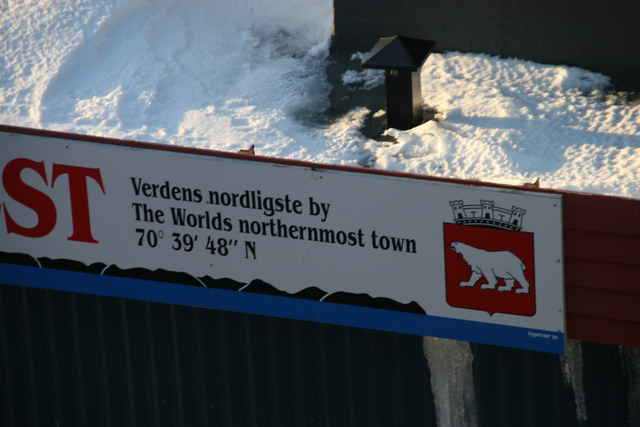 ST
Verdens nordligste by
The Worlds northernmost town
70° 39' 48" N